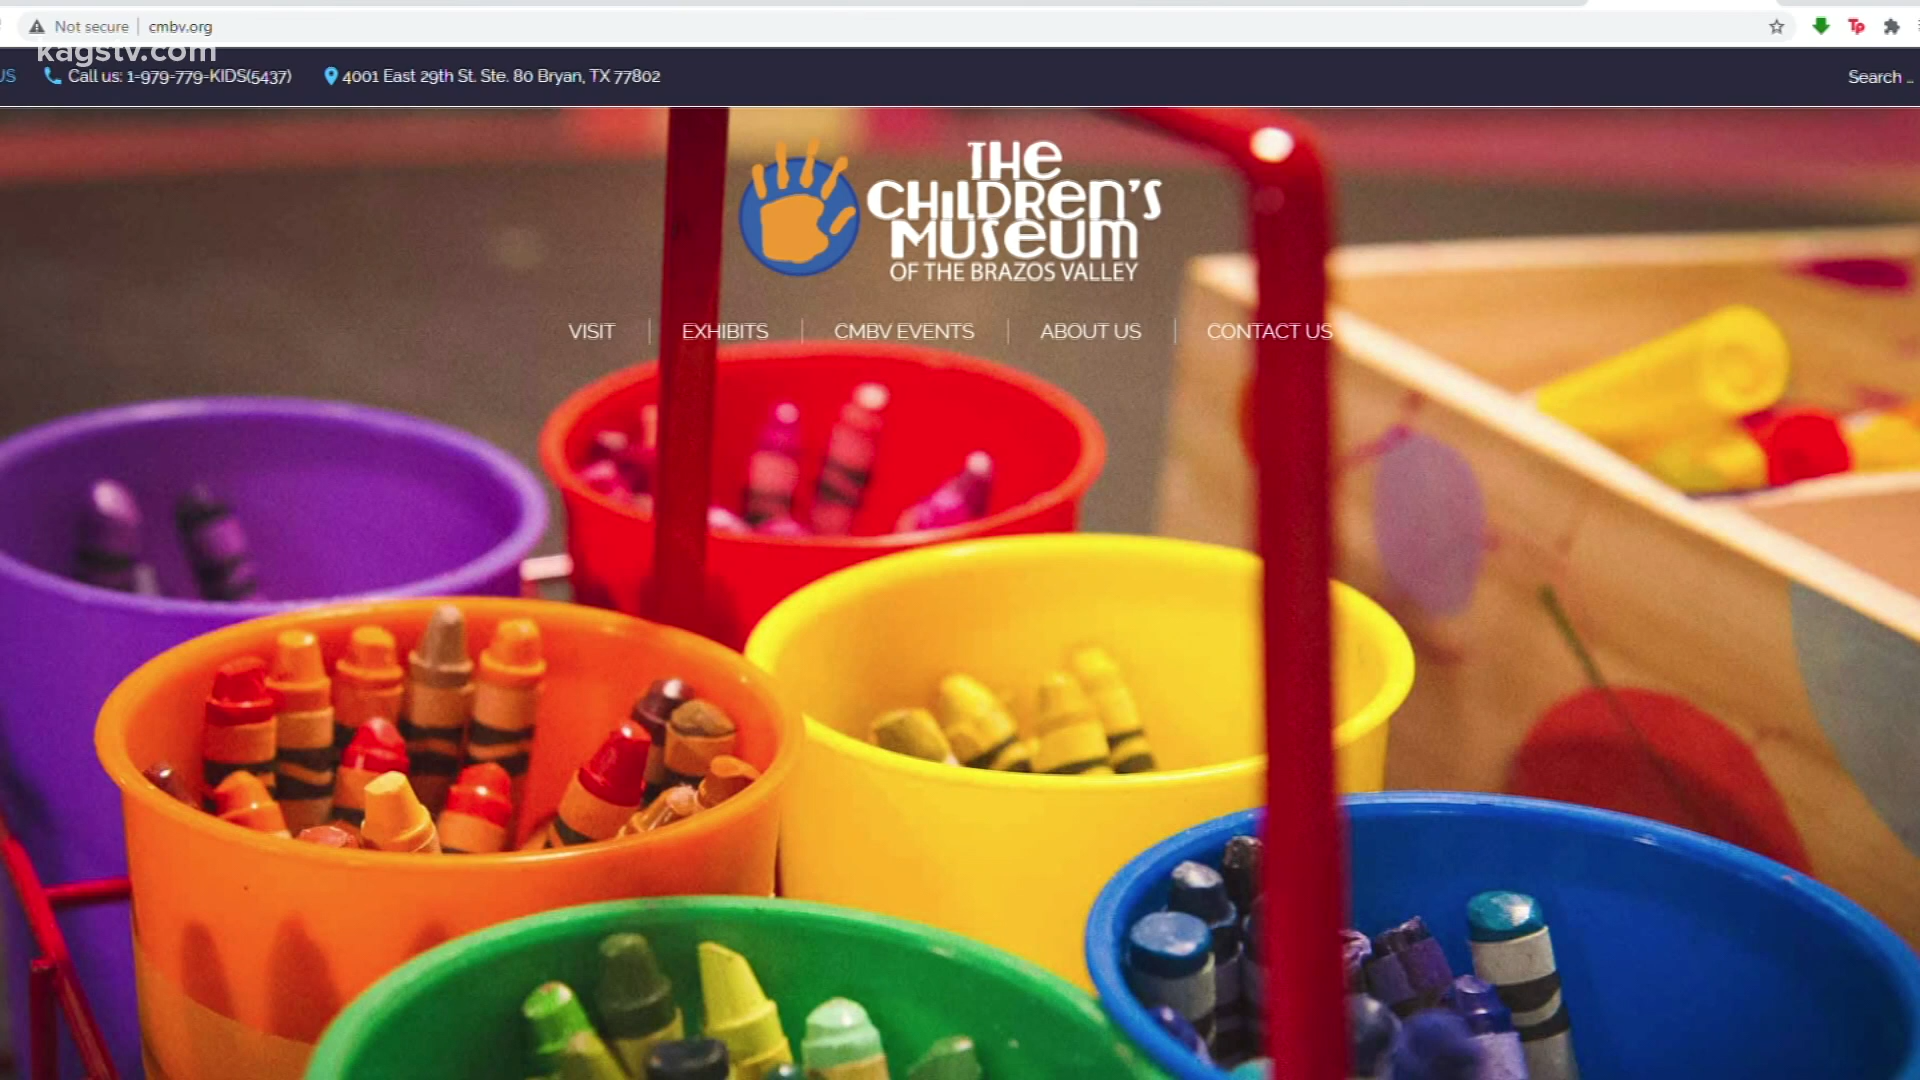 Not secure | cmbv.org
kagstv.com
US Call us: 1-979-779-KIDS(5437) 4001 East 29th St. Ste. 80 Bryan, TX 77802 Search ...
THE
CHILDREN'S
MUSEUM
OF THE BRAZOS VALLEY
VISIT | EXHIBITS | CMBV EVENTS | ABOUT US | CONTACT US